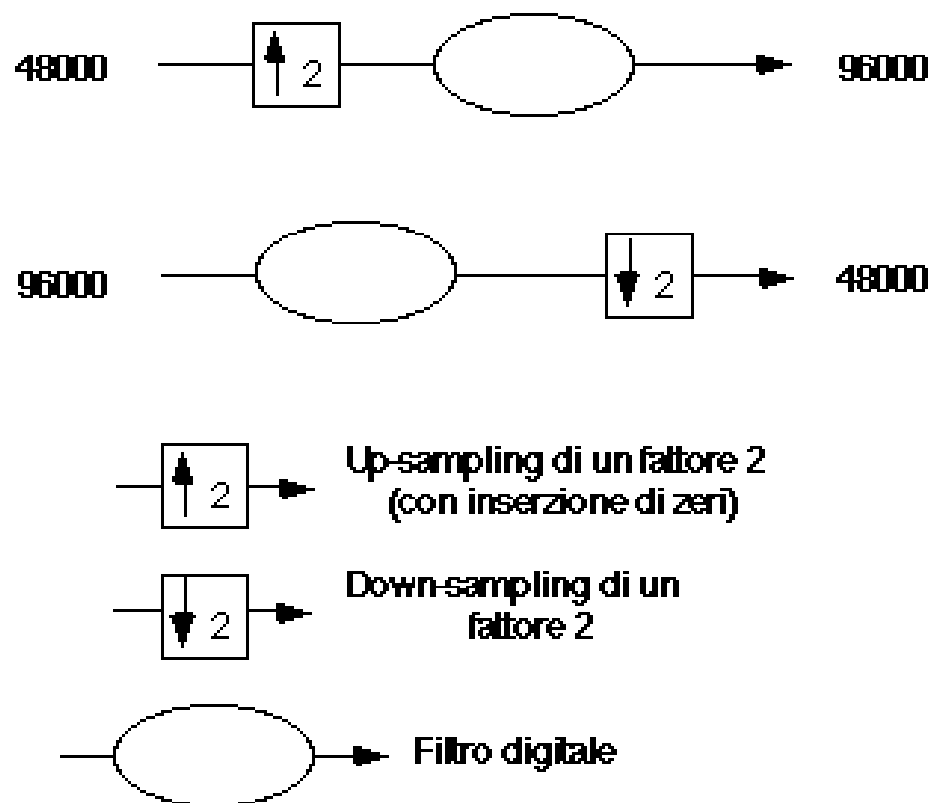 48000 2 96000
96000 2 48000
2 Up-sampling di un fattore 2
(con inserzione di zeri)
2 Down-sampling di un
fattore 2
Filtro digitale